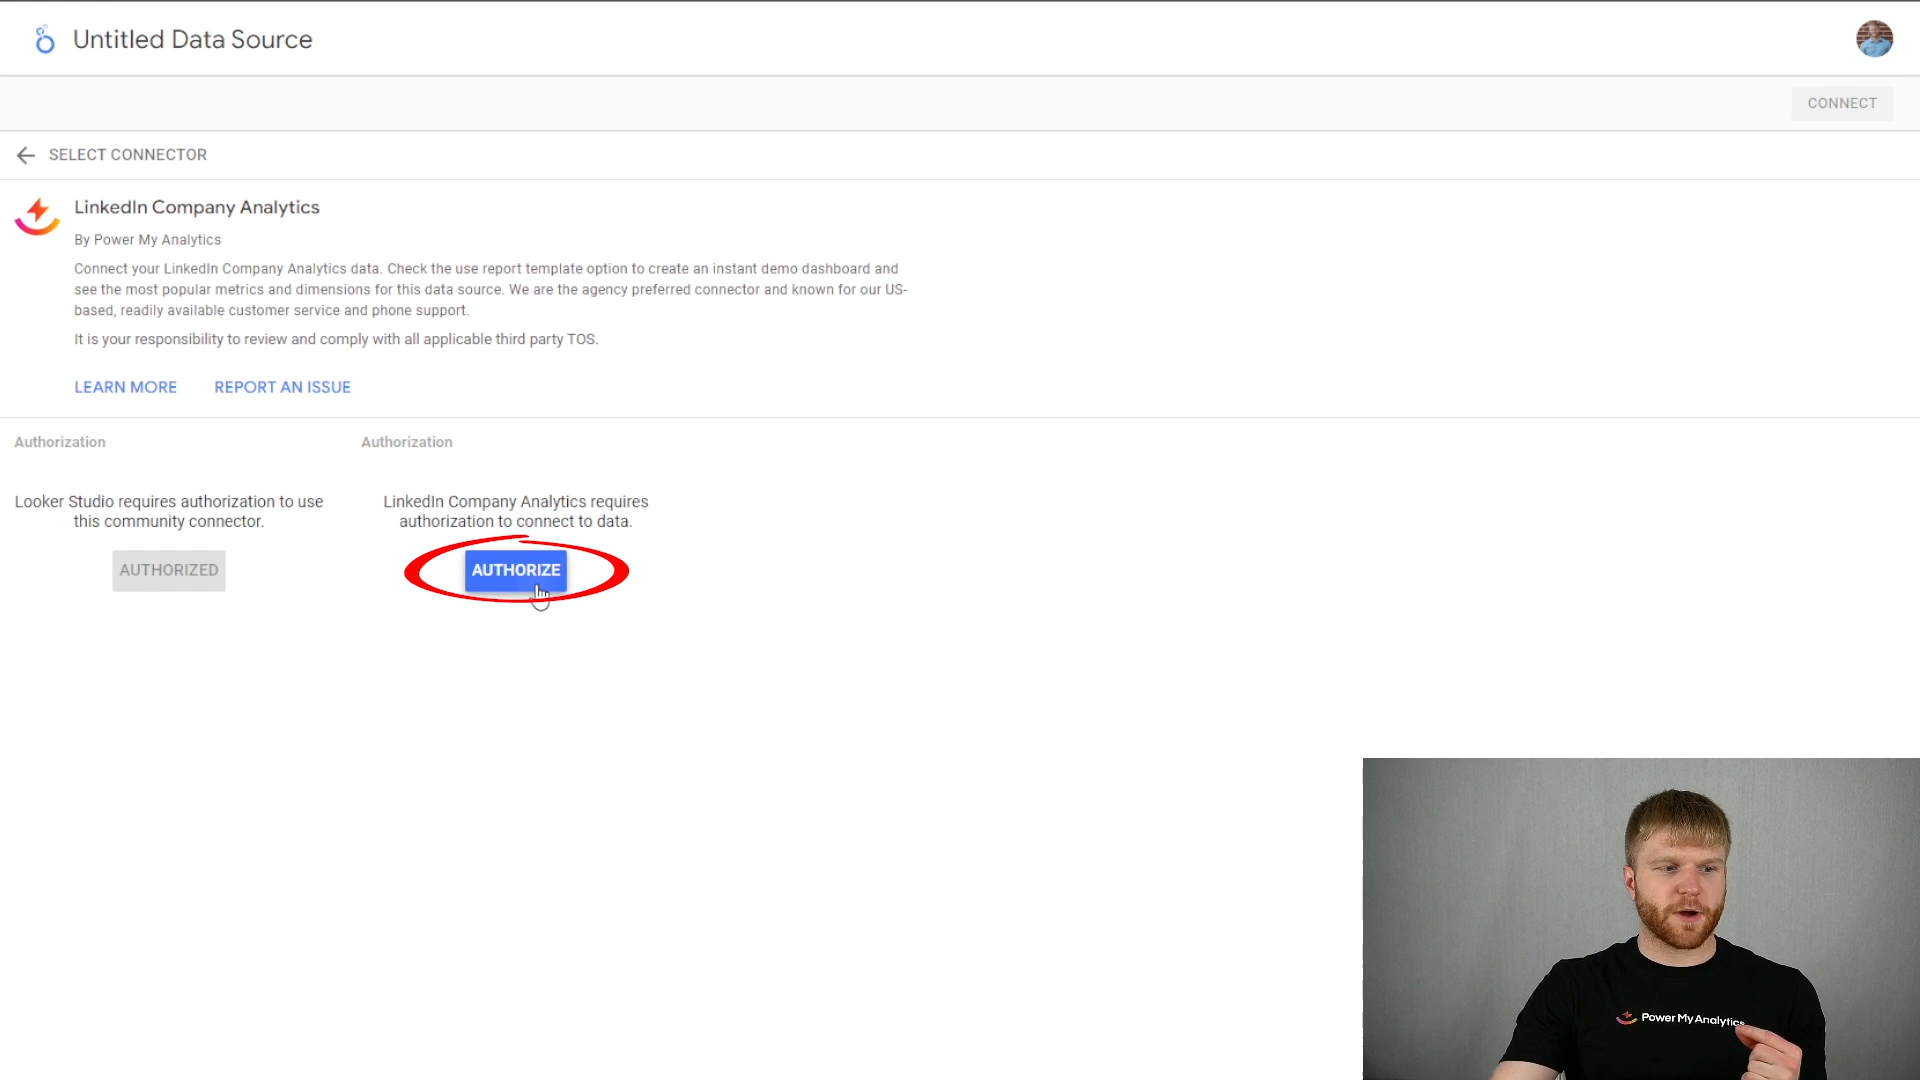 Untitled Data Source
CONNECT
SELECT CONNECTOR
LinkedIn Company Analytics
By Power My Analytics
Connect your LinkedIn Company Analytics data. Check the use report template option to create an instant demo dashboard and
see the most popular metrics and dimensions for this data source. We are the agency preferred connector and known for our US-
based, readily available customer service and phone support.
It is your responsibility to review and comply with all applicable third party TOS.
LEARN MORE REPORT AN ISSUE
Authorization
Looker Studio requires authorization to use
this community connector.
AUTHORIZED
Authorization
LinkedIn Company Analytics requires
authorization to connect to data.
AUTHORIZE
Power My Analytics